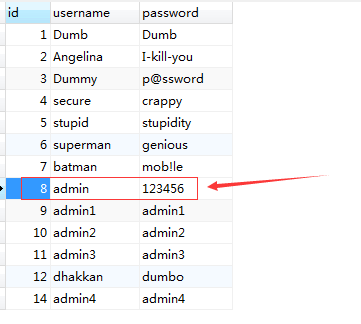 id username password
1 Dumb Dumb
2 Angelina I-kill-you
3 Dummy p@ssword
4 secure crappy
5 stupid stupidity
6 superman genious
7 batman mob!le
8 admin 123456
9 admin1 admin1
10 admin2 admin2
11 admin3 admin3
12 dhakkan dumbo
14 admin4 admin4